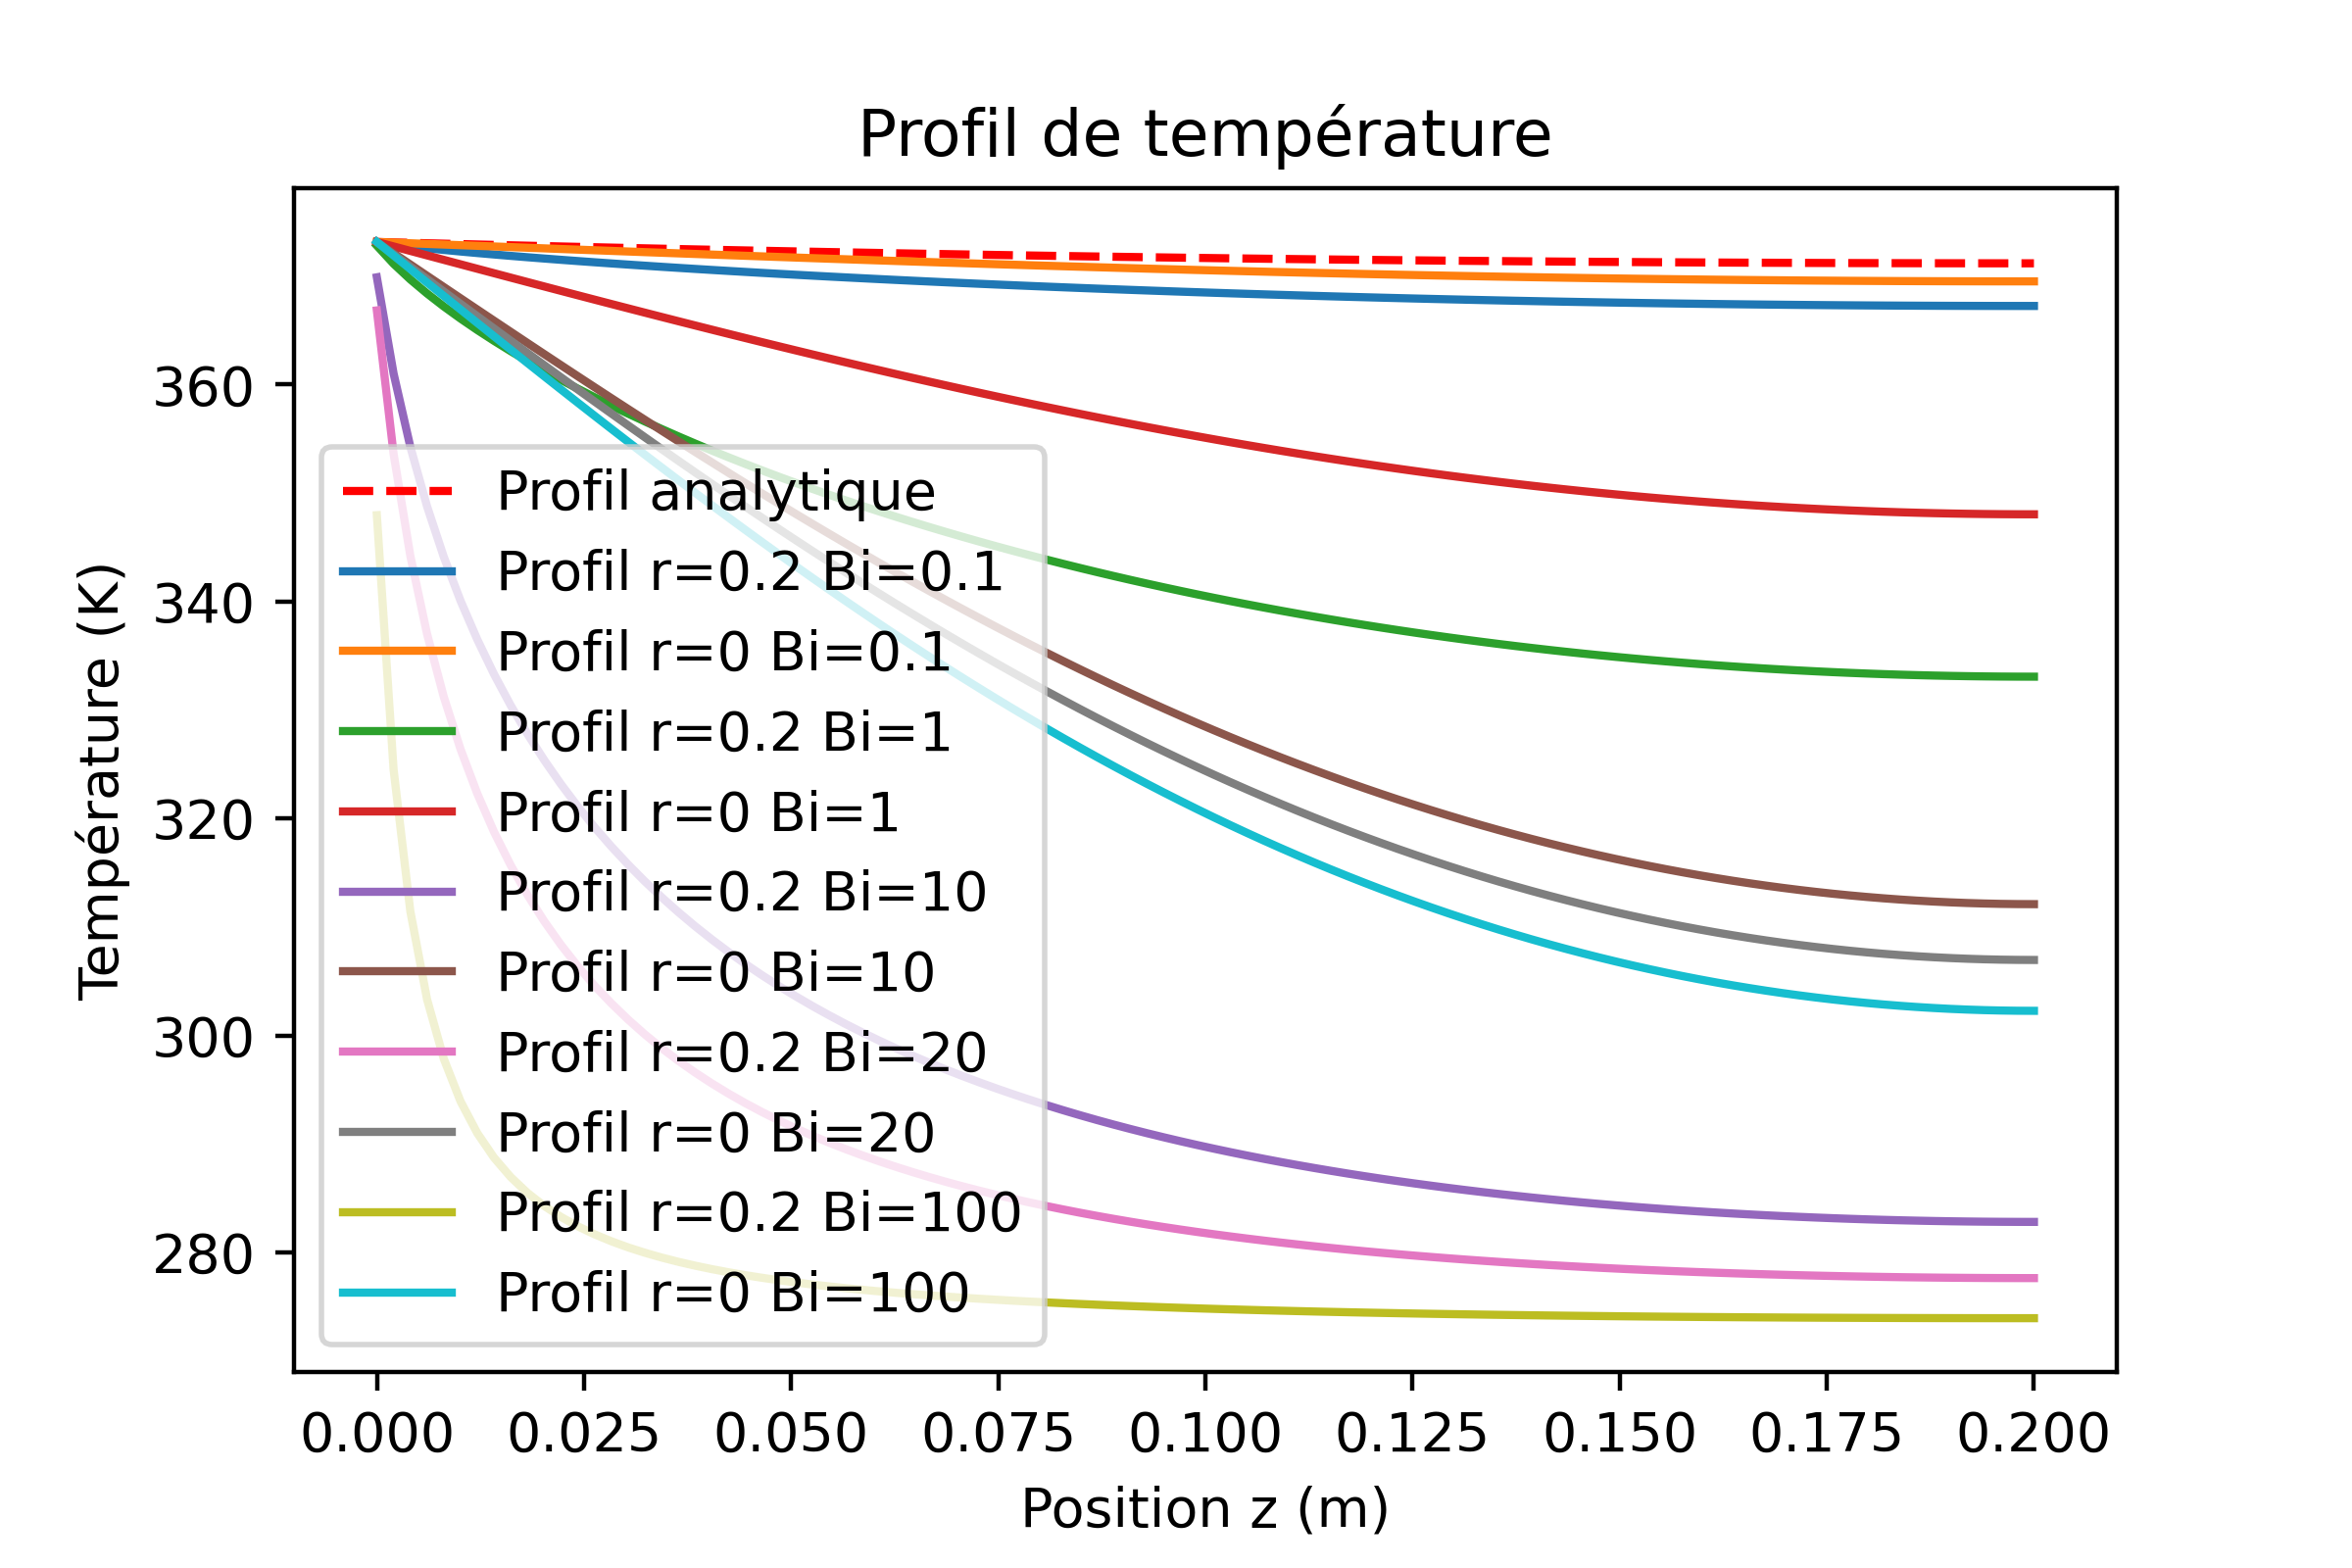 Profil de température
Température (K)
360
340
320
300
280
Profil analytique
Profil r=0.2 Bi=0.1
Profil r=0 Bi=0.1
Profil r=0.2 Bi=1
Profil r=0 Bi=1
Profil r=0.2 Bi=10
Profil r=0 Bi=10
Profil r=0.2 Bi=20
Profil r=0 Bi=20
Profil r=0.2 Bi=100
Profil r=0 Bi=100
0.000 0.025 0.050 0.075 0.100 0.125 0.150 0.175 0.200
Position z (m)